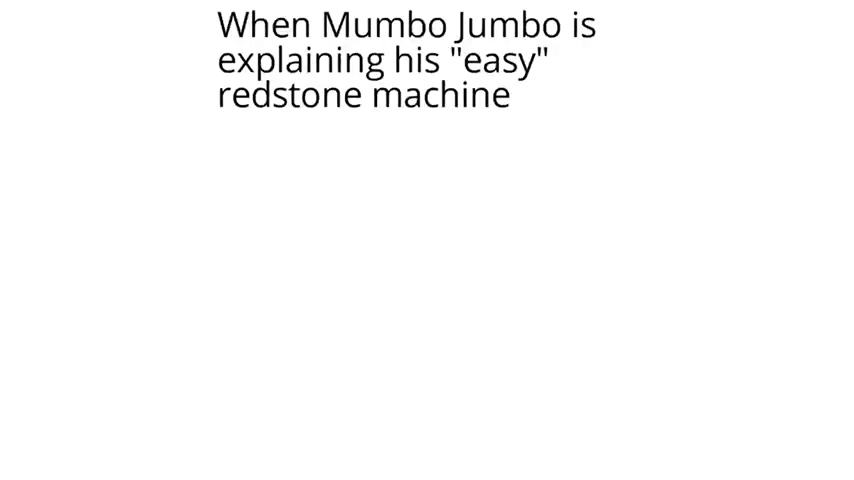 When Mumbo Jumbo is
explaining his "easy"
redstone machine